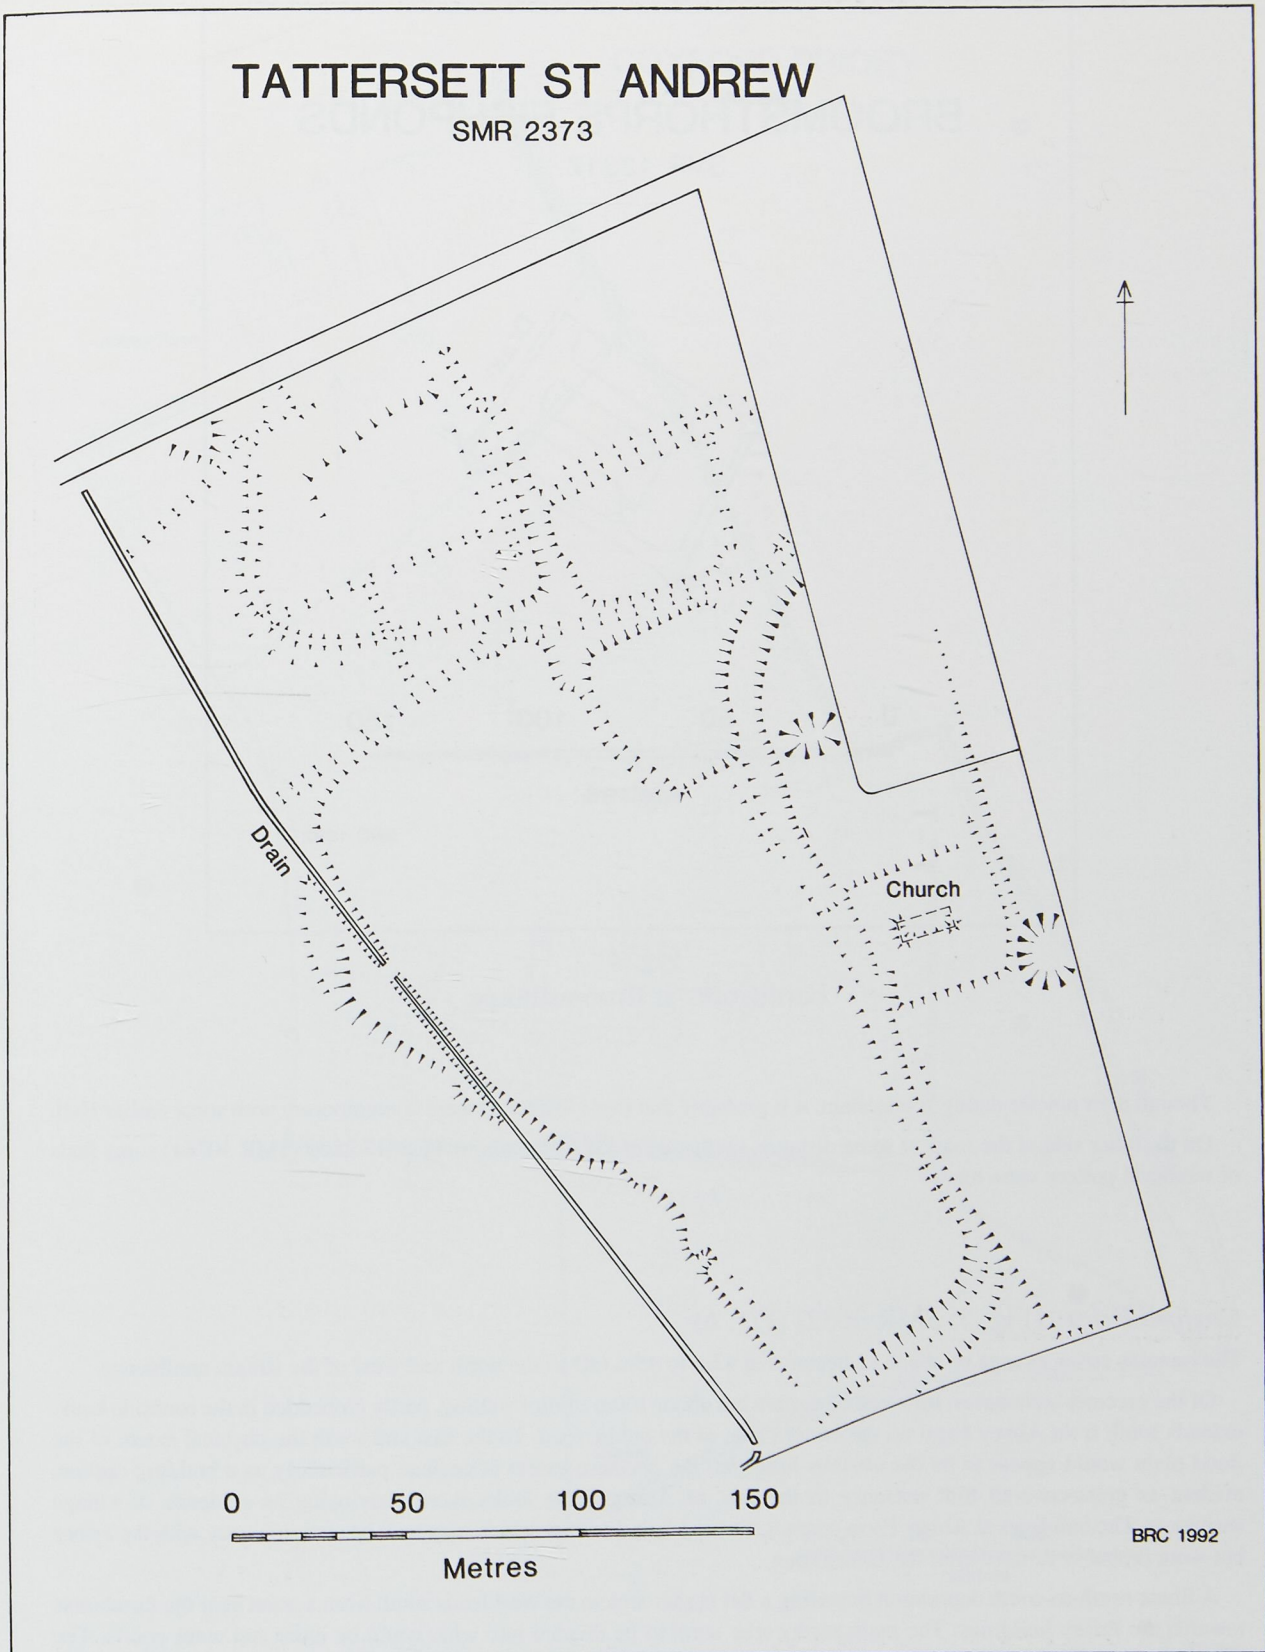 TATTERSETT ST ANDREW
SMR 2373
Drain
Church
0 50 100 150
Metres
BRC 1992